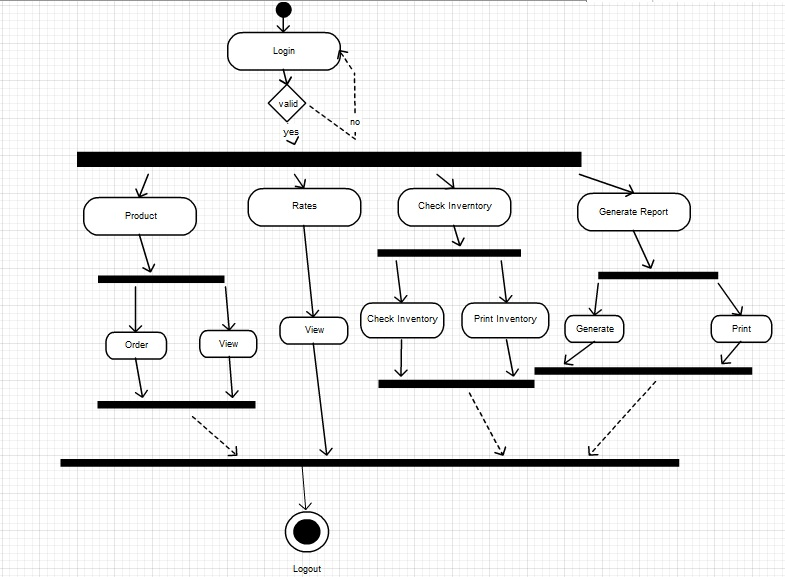 Login
valid
no
yes
Product
Rates
Check Inverntory
Generate Report
Order
View
View
Check Inventory
Print Inventory
Generate
Print
Logout